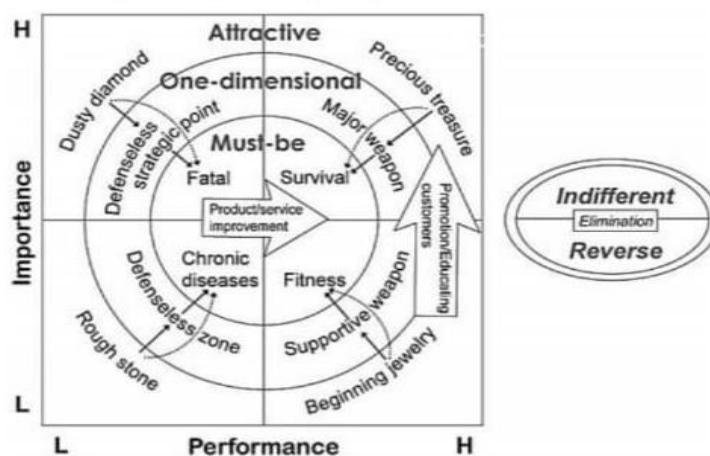 H
Attractive
One-dimensional
Must-be
Dusty diamond
Defenseless
strategic point
Fatal
Survival
Major weapon
Precious treasure
Importance
Product/service
improvement
Promotion/Educating
customers
Indifferent
Elimination
Reverse
Chronic
diseases
Fitness
Defenseless zone
Supportive weapon
Rough stone
Beginning jewelry
L
L
Performance
H